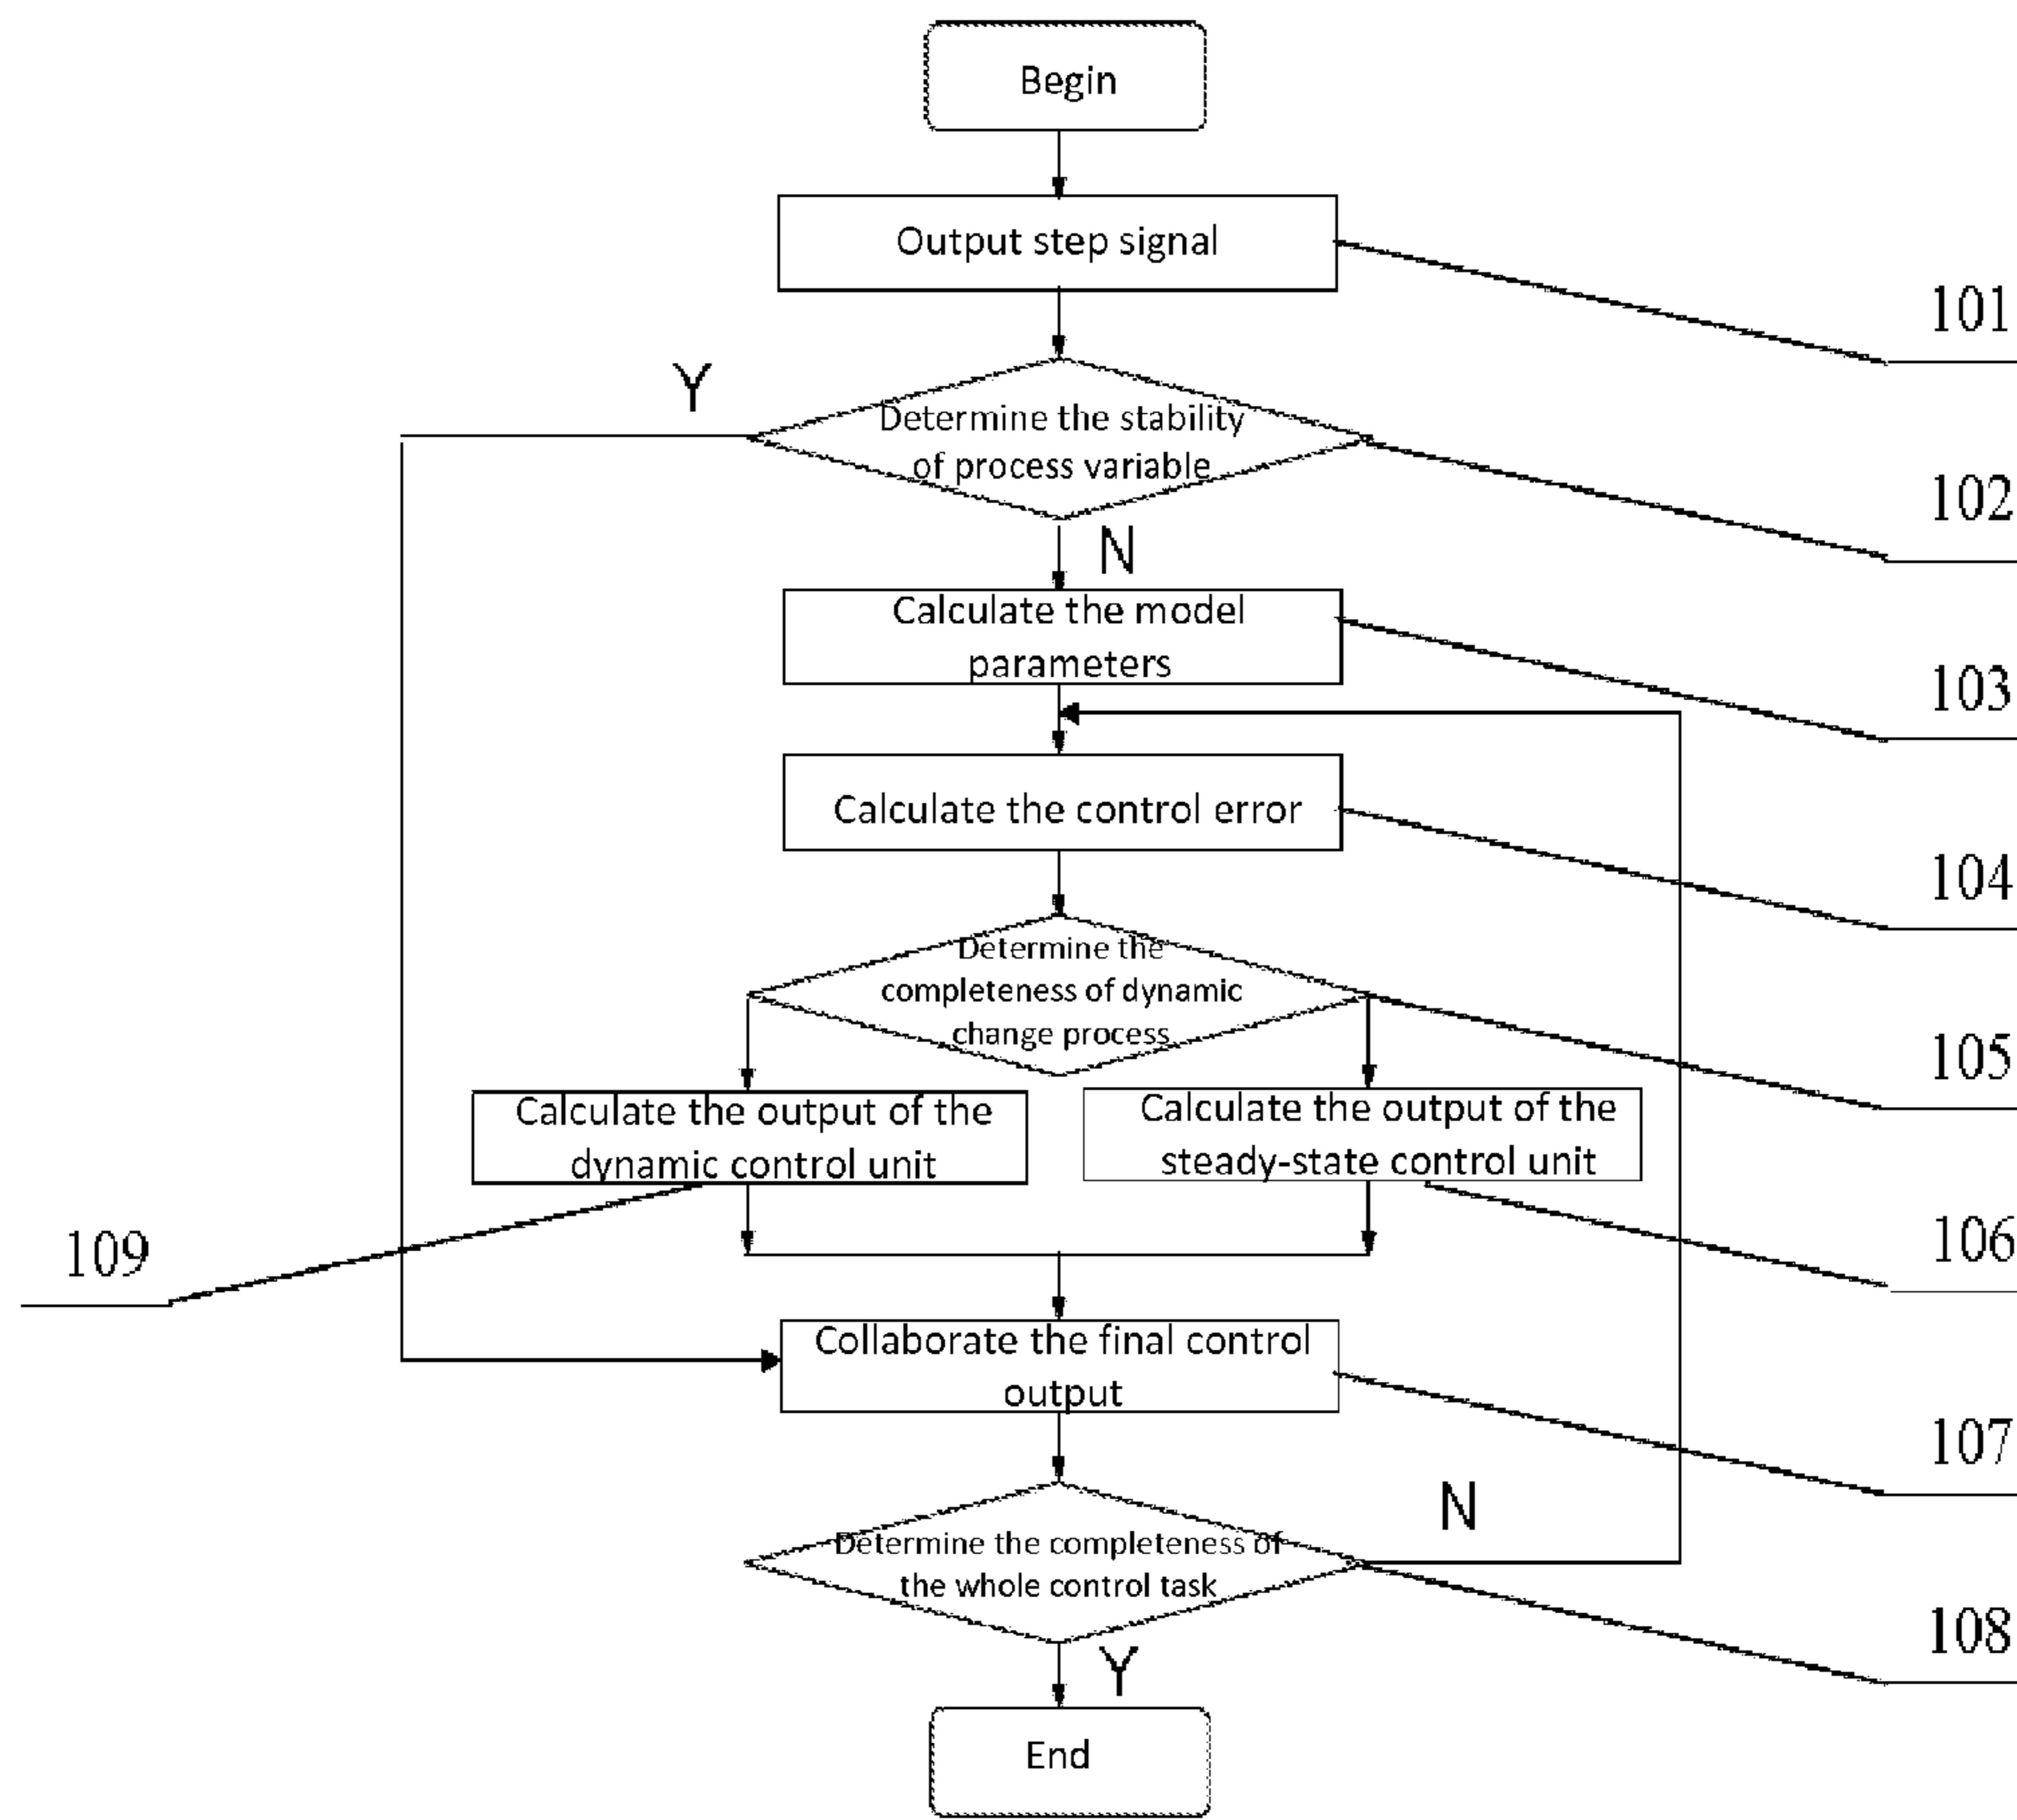 Begin
Output step signal
101
Y
Determine the stability
of process variable
102
N
Calculate the model
parameters
103
Calculate the control error
104
Determine the
completeness of dynamic
change process
105
Calculate the output of the
dynamic control unit
Calculate the output of the
steady-state control unit
109
106
Collaborate the final control
output
107
N
Determine the completeness of
the whole control task
108
Y
End